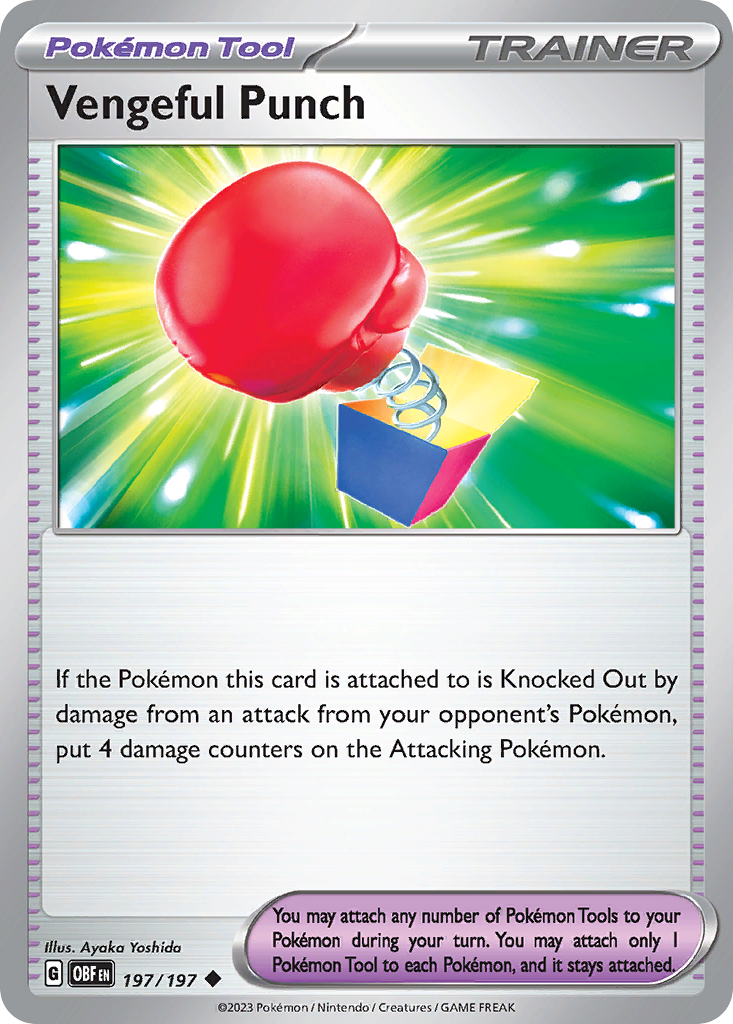 Pokémon Tool
TRAINER
Vengeful Punch
If the Pokémon this card is attached to is Knocked Out by
damage from an attack from your opponent's Pokémon,
put 4 damage counters on the Attacking Pokémon.
You may attach any number of Pokémon Tools to your
Pokémon during your turn. You may attach only 1
Pokémon Tool to each Pokémon, and it stays attached.
Illus. Ayaka Yoshida
G OBF EN 197/197
©2023 Pokémon / Nintendo / Creatures / GAME FREAK